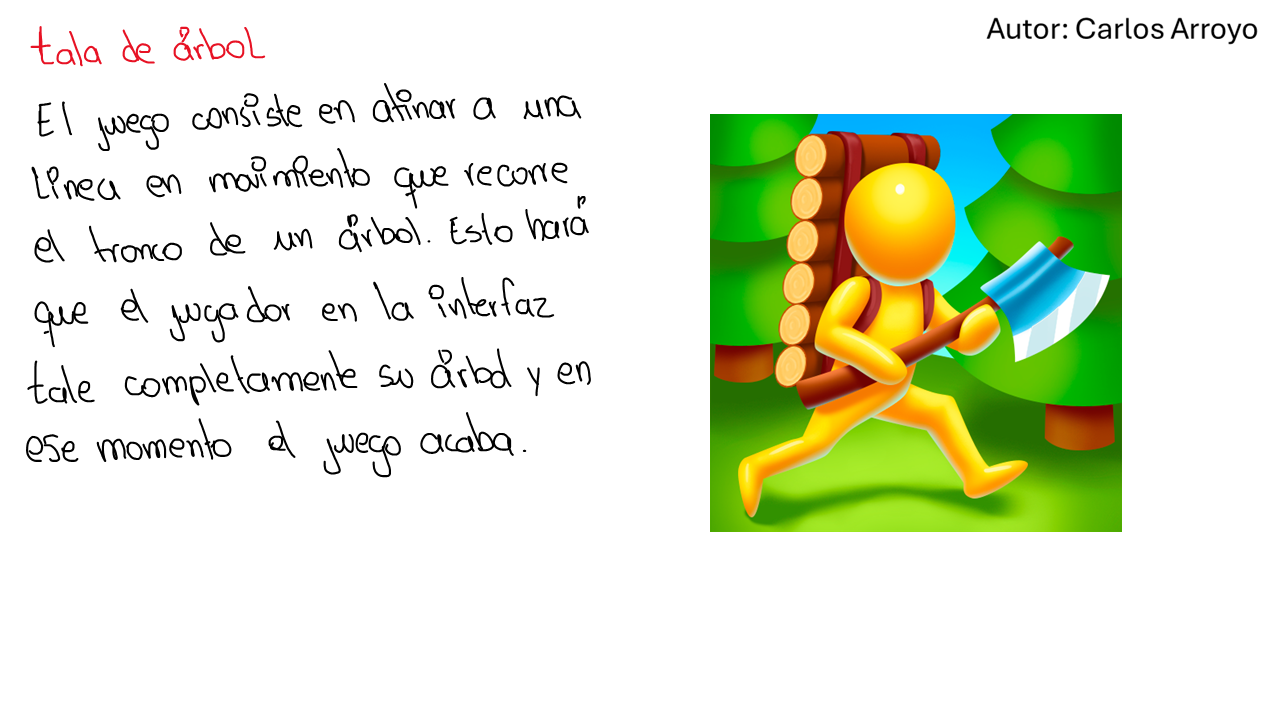 tala de árbol
Autor: Carlos Arroyo
El juego consiste en atinar a una
línea en movimiento que recorre
el tronco de un árbol. Esto hará
que el jugador en la interfaz
tale completamente su árbol y en
ese momento el juego acaba.